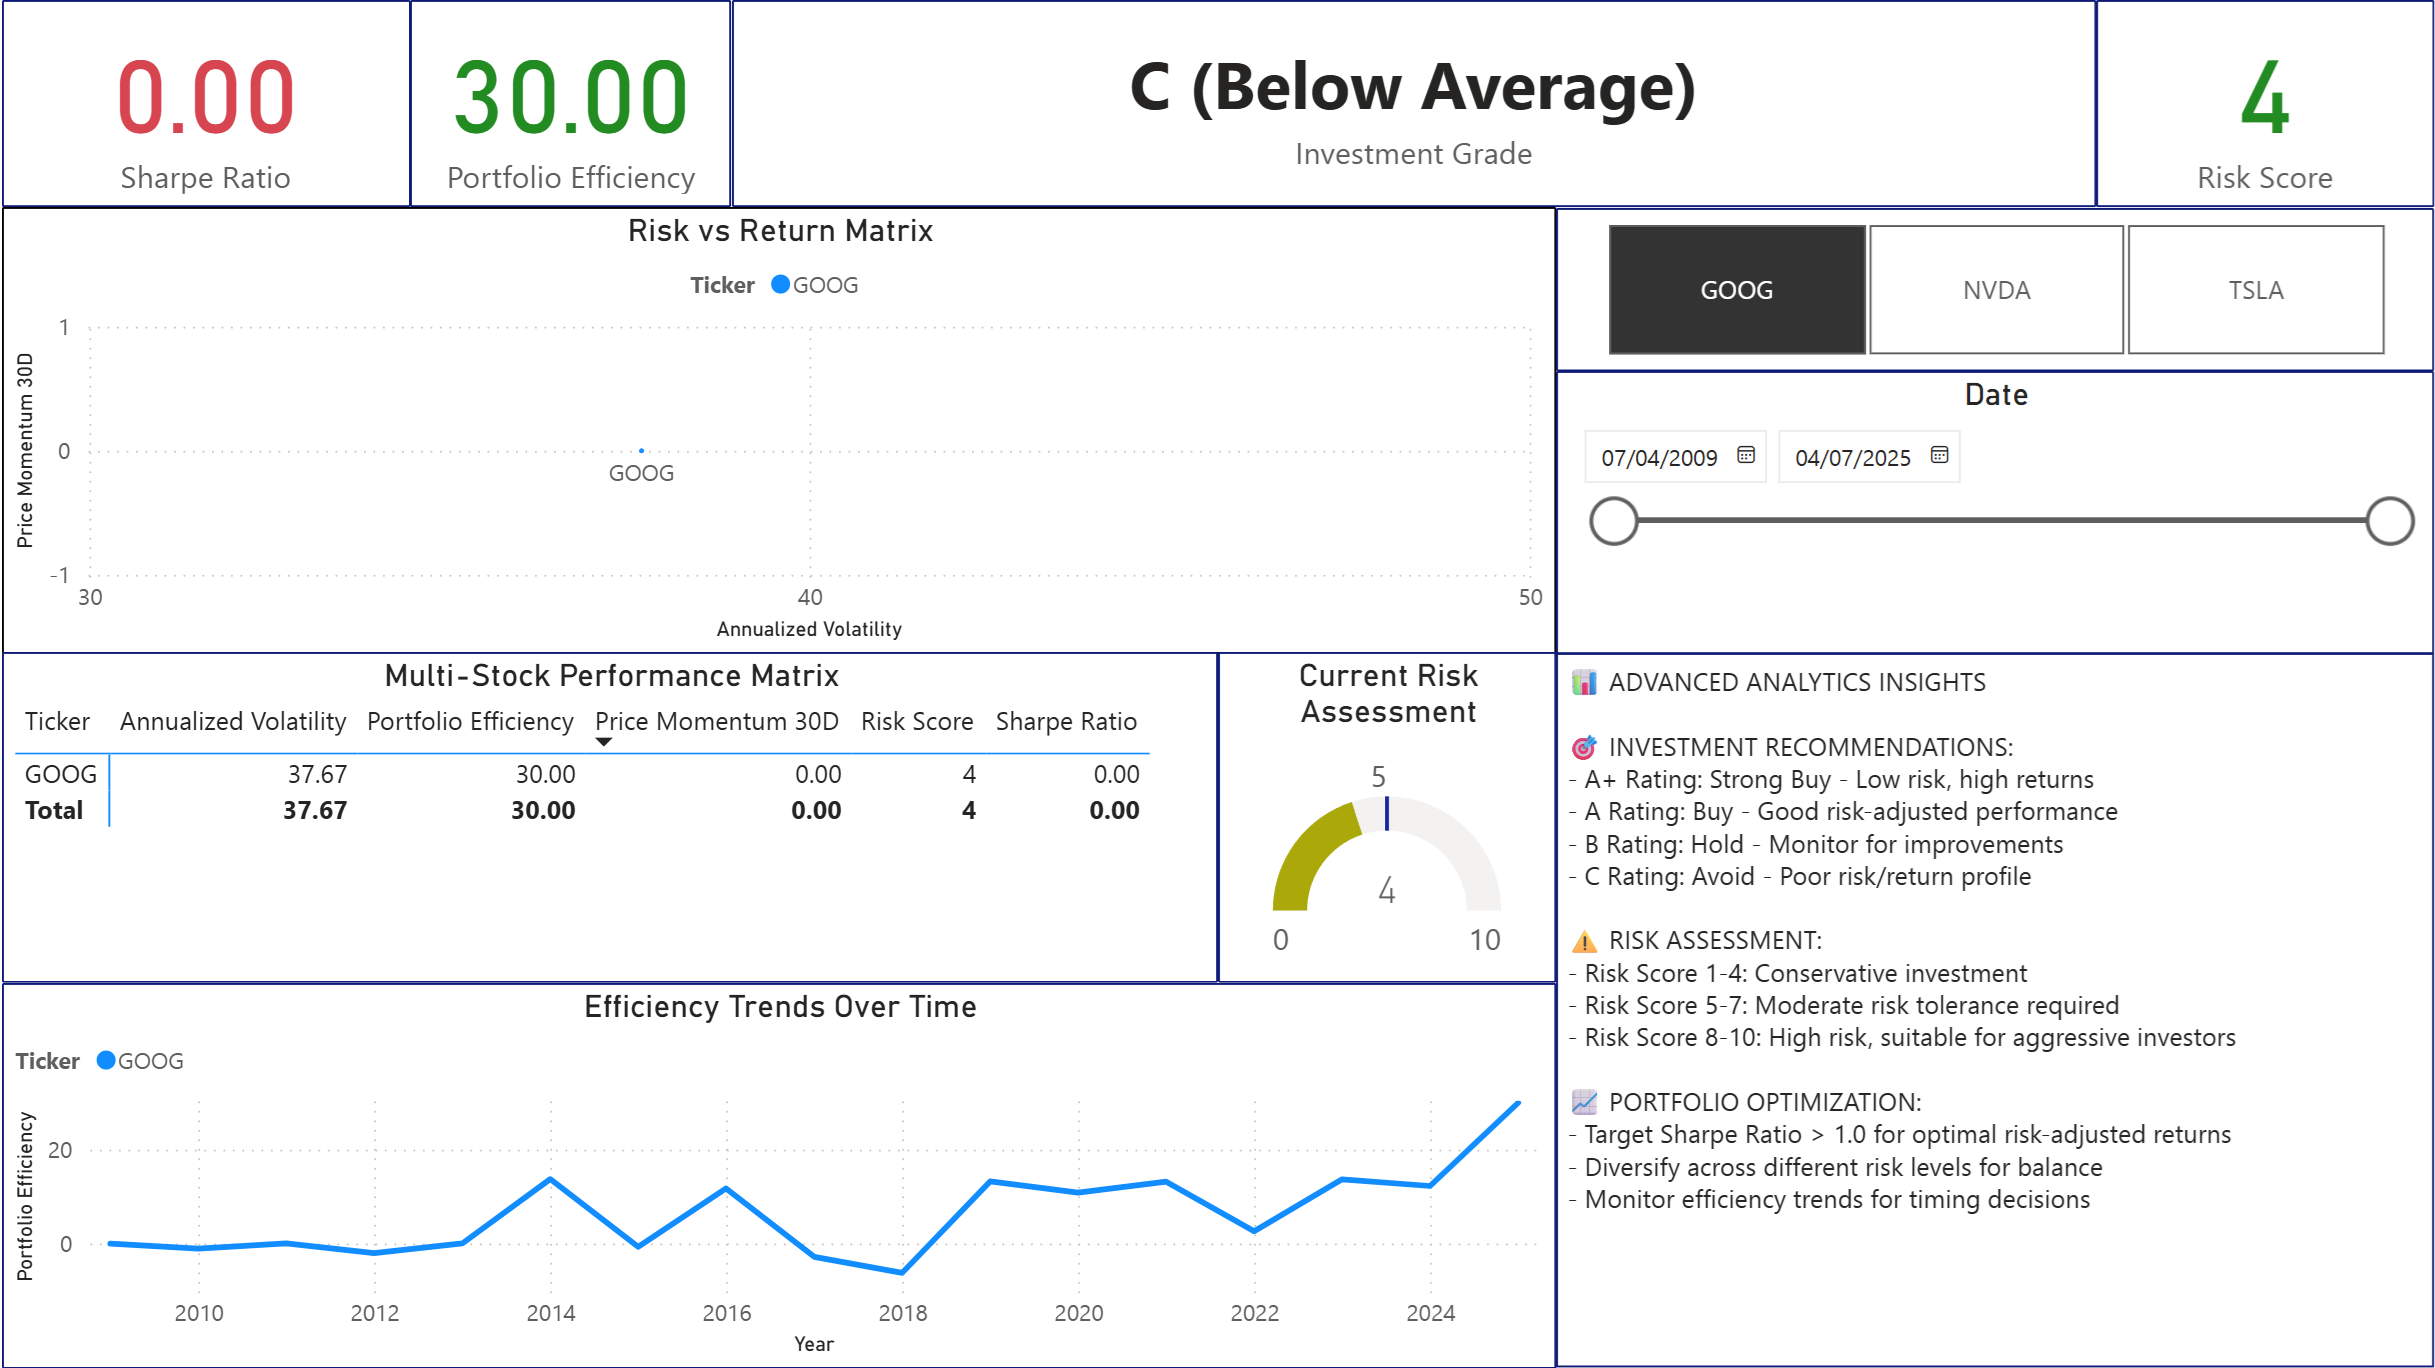 0.00
Sharpe Ratio
30.00
Portfolio Efficiency
C (Below Average)
Investment Grade
4
Risk Score
Risk vs Return Matrix
Ticker GOOG
Price Momentum 30D
1
0
-1
GOOG
30 40 50
Annualized Volatility
GOOG NVDA TSLA
Date
07/04/2009 04/07/2025
Multi-Stock Performance Matrix
Ticker Annualized Volatility Portfolio Efficiency Price Momentum 30D Risk Score Sharpe Ratio
GOOG 37.67 30.00 0.00 4 0.00
Total 37.67 30.00 0.00 4 0.00
Current Risk
Assessment
5
4
0 10
📊 ADVANCED ANALYTICS INSIGHTS
🎯 INVESTMENT RECOMMENDATIONS:
- A+ Rating: Strong Buy - Low risk, high returns
- A Rating: Buy - Good risk-adjusted performance
- B Rating: Hold - Monitor for improvements
- C Rating: Avoid - Poor risk/return profile
⚠️ RISK ASSESSMENT:
- Risk Score 1-4: Conservative investment
- Risk Score 5-7: Moderate risk tolerance required
- Risk Score 8-10: High risk, suitable for aggressive investors
📈 PORTFOLIO OPTIMIZATION:
- Target Sharpe Ratio > 1.0 for optimal risk-adjusted returns
- Diversify across different risk levels for balance
- Monitor efficiency trends for timing decisions
Efficiency Trends Over Time
Ticker GOOG
Portfolio Efficiency
20
0
2010 2012 2014 2016 2018 2020 2022 2024
Year